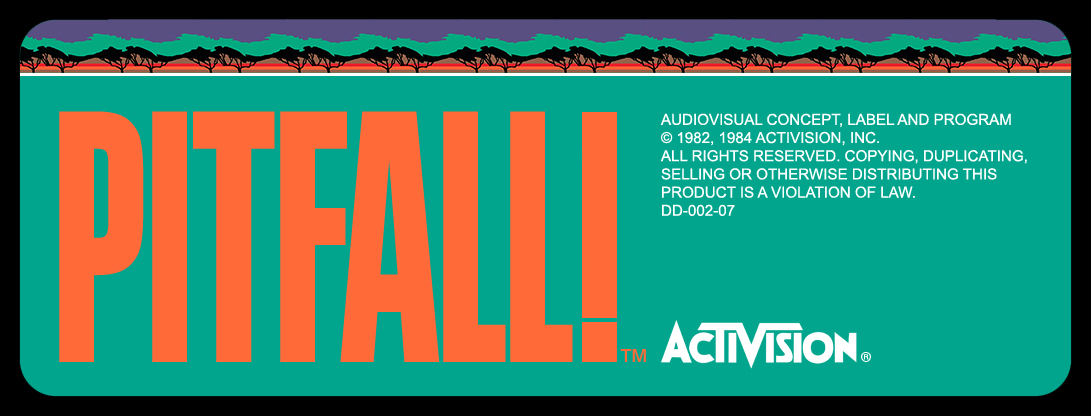 PITFALL!™
AUDIOVISUAL CONCEPT, LABEL AND PROGRAM
© 1982, 1984 ACTIVISION, INC.
ALL RIGHTS RESERVED. COPYING, DUPLICATING,
SELLING OR OTHERWISE DISTRIBUTING THIS
PRODUCT IS A VIOLATION OF LAW.
DD-002-07
ACTIVISION®